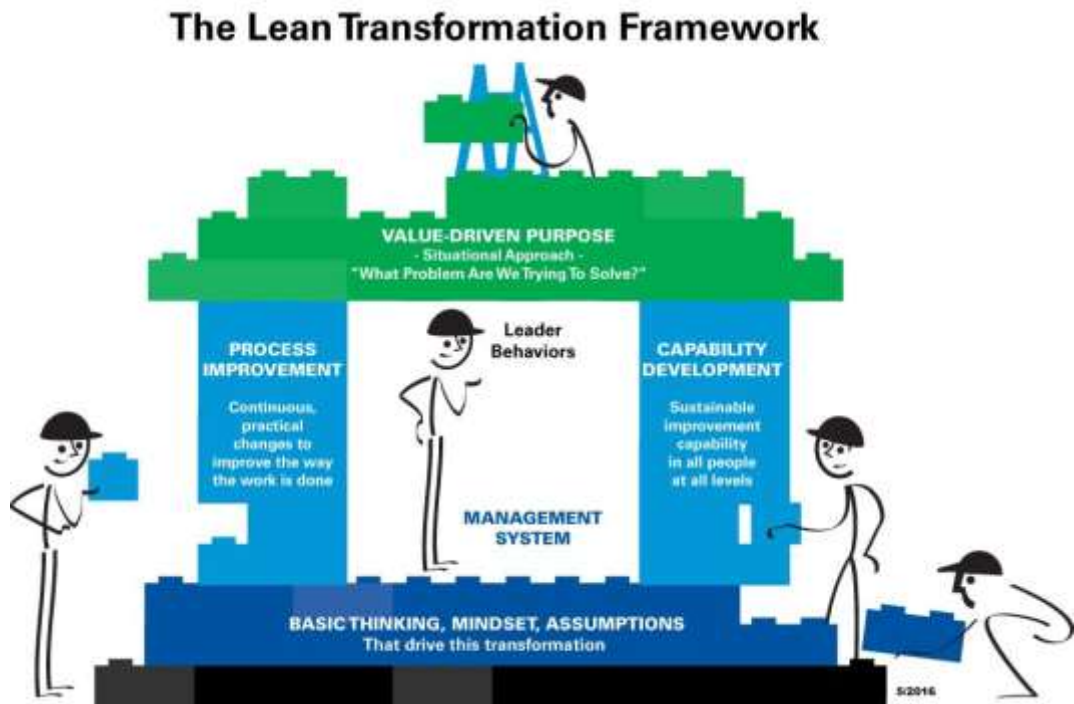 The Lean Transformation Framework
VALUE-DRIVEN PURPOSE
- Situational Approach -
"What Problem Are We Trying To Solve?"
PROCESS
IMPROVEMENT
Continuous,
practical
changes to
improve the way
the work is done
Leader
Behaviors
CAPABILITY
DEVELOPMENT
Sustainable
improvement
capability
in all people
at all levels
MANAGEMENT
SYSTEM
BASIC THINKING, MINDSET, ASSUMPTIONS
That drive this transformation
5/2016